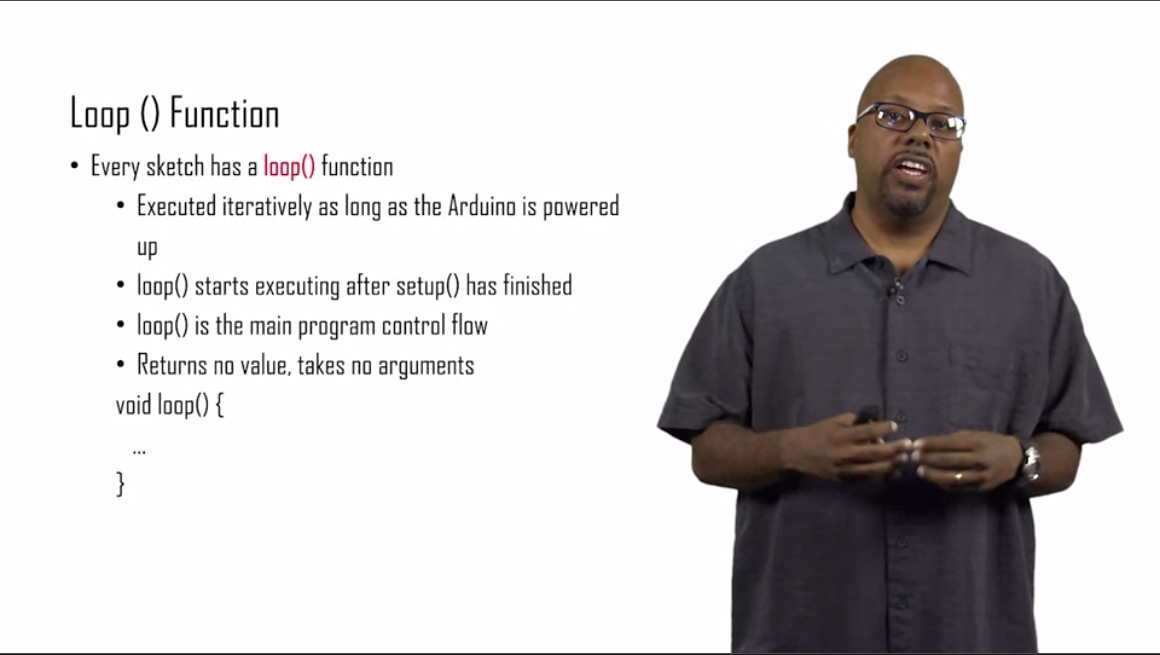 Loop () Function
• Every sketch has a loop() function
• Executed iteratively as long as the Arduino is powered
up
• loop() starts executing after setup() has finished
• loop() is the main program control flow
• Returns no value, takes no arguments
void loop() {
...
}